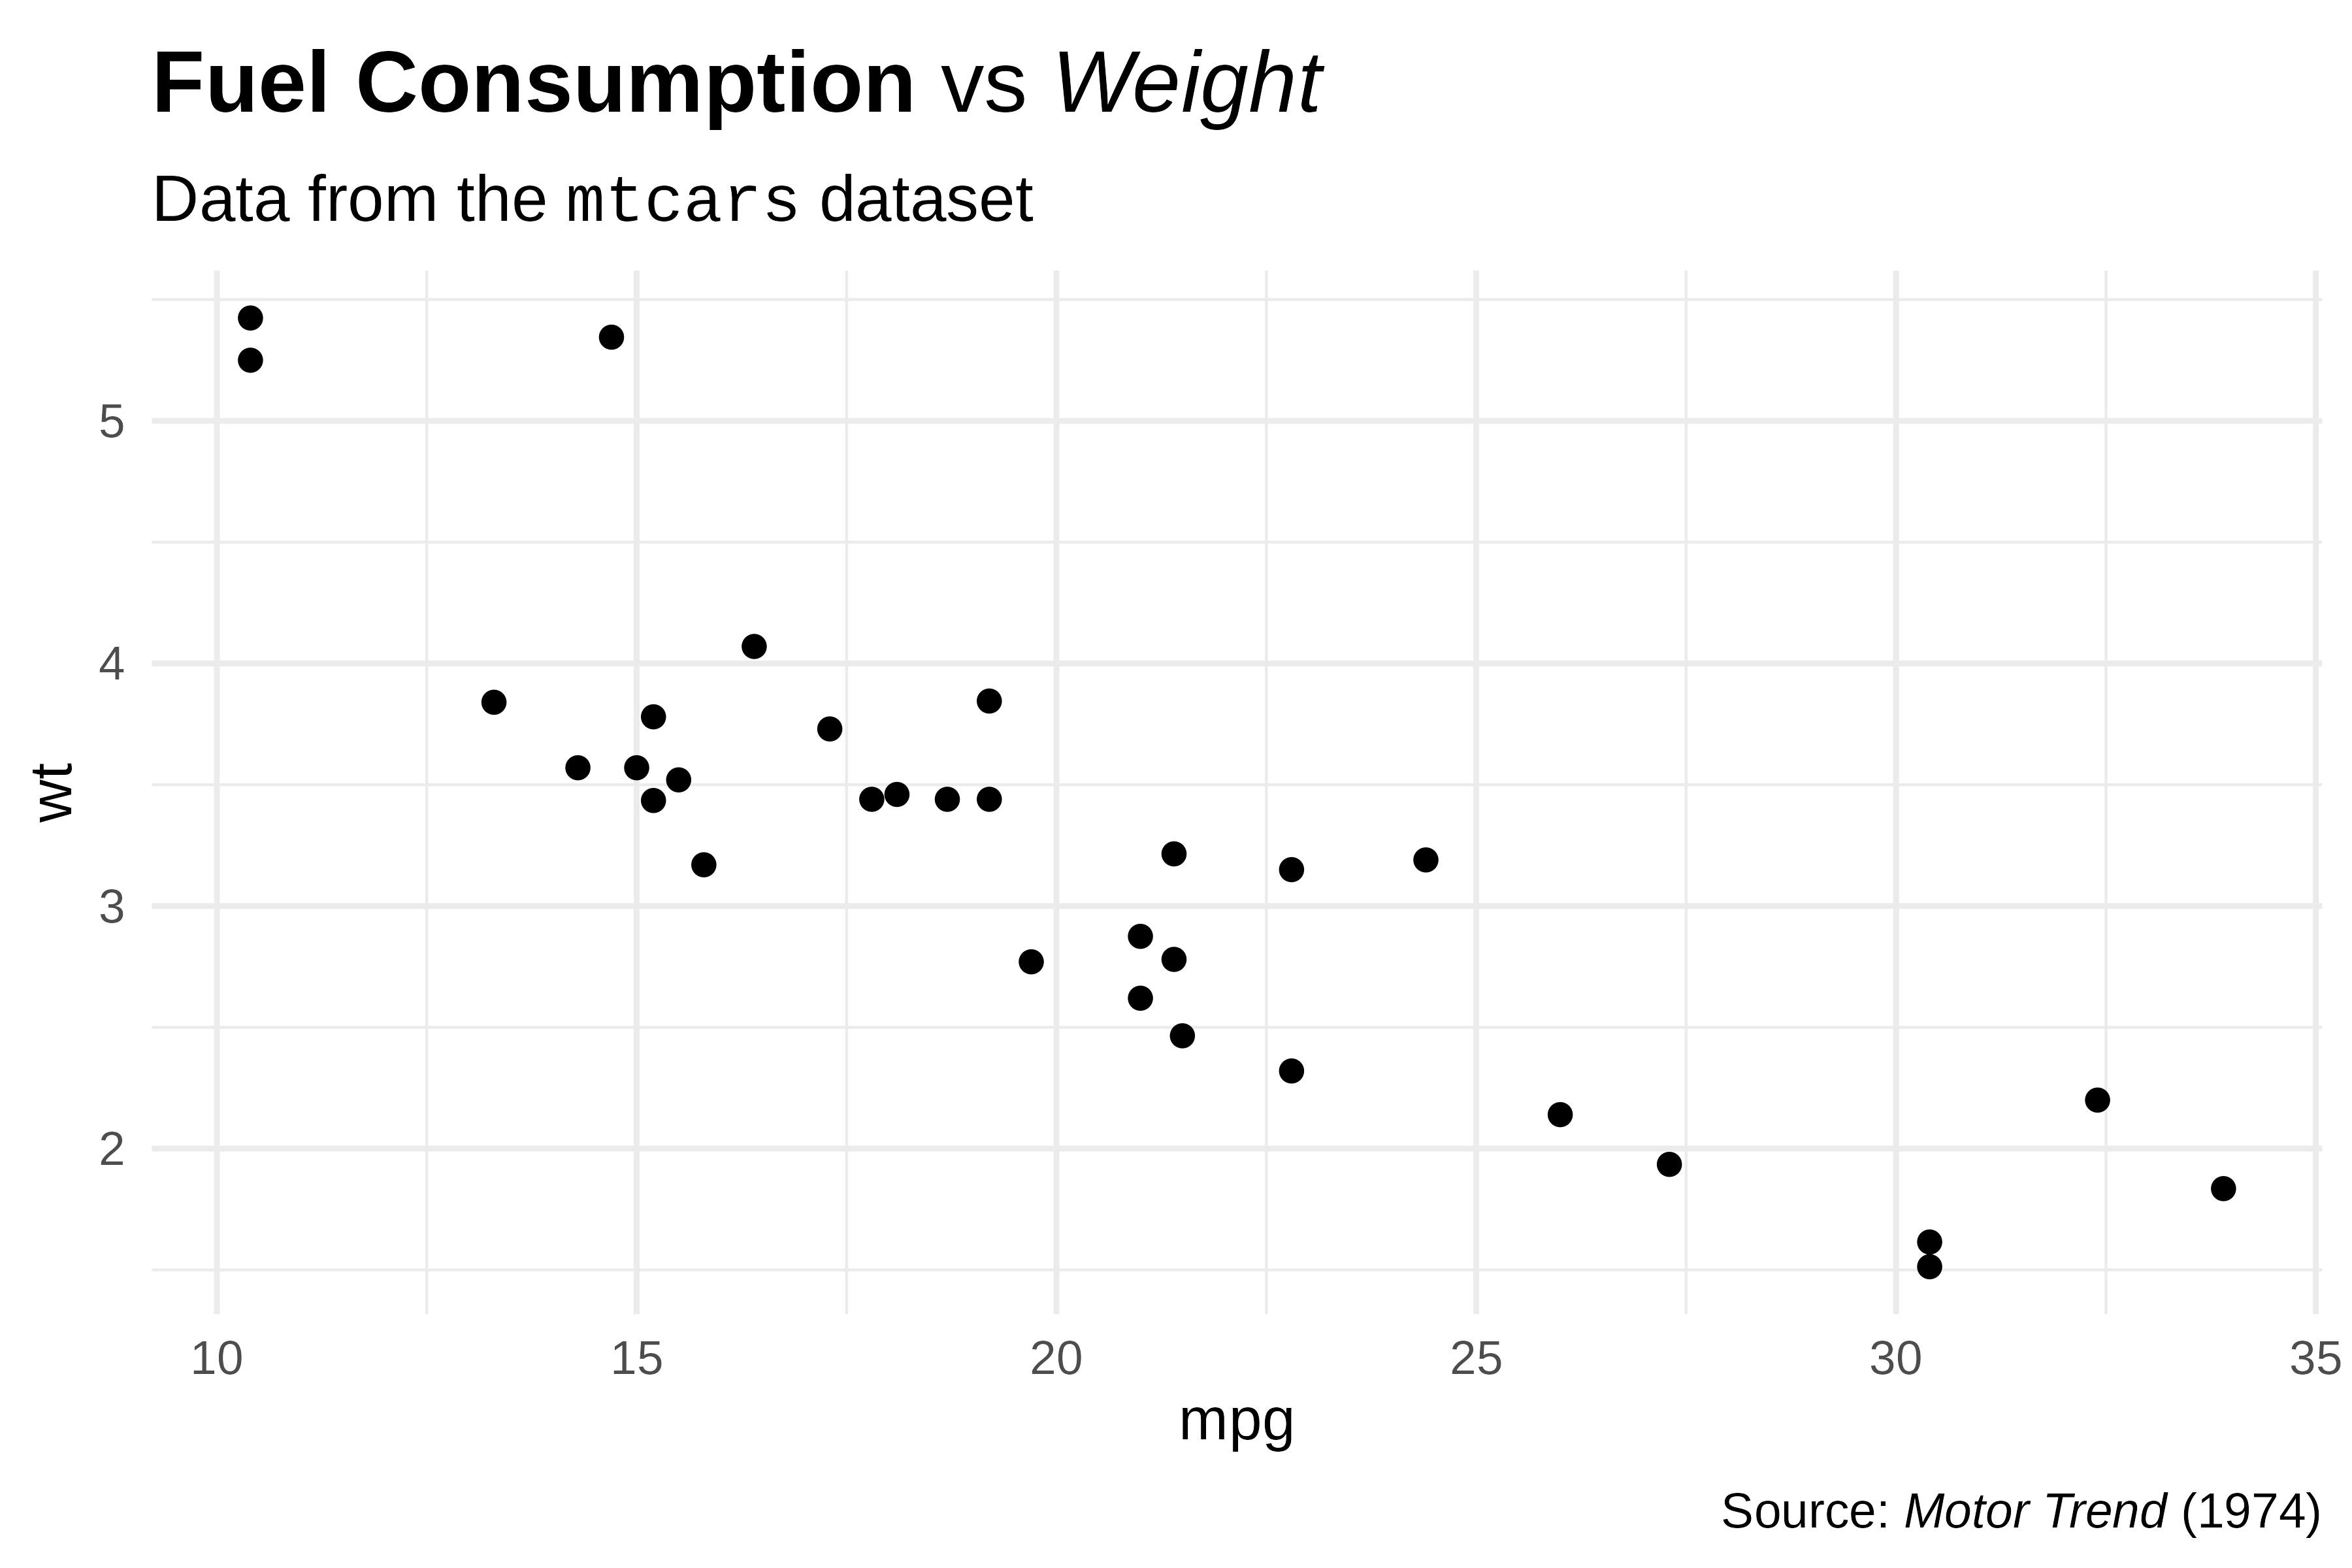 Fuel Consumption vs Weight
Data from the mtcars dataset
5
4
3
2
wt
10 15 20 25 30 35
mpg
Source: Motor Trend (1974)